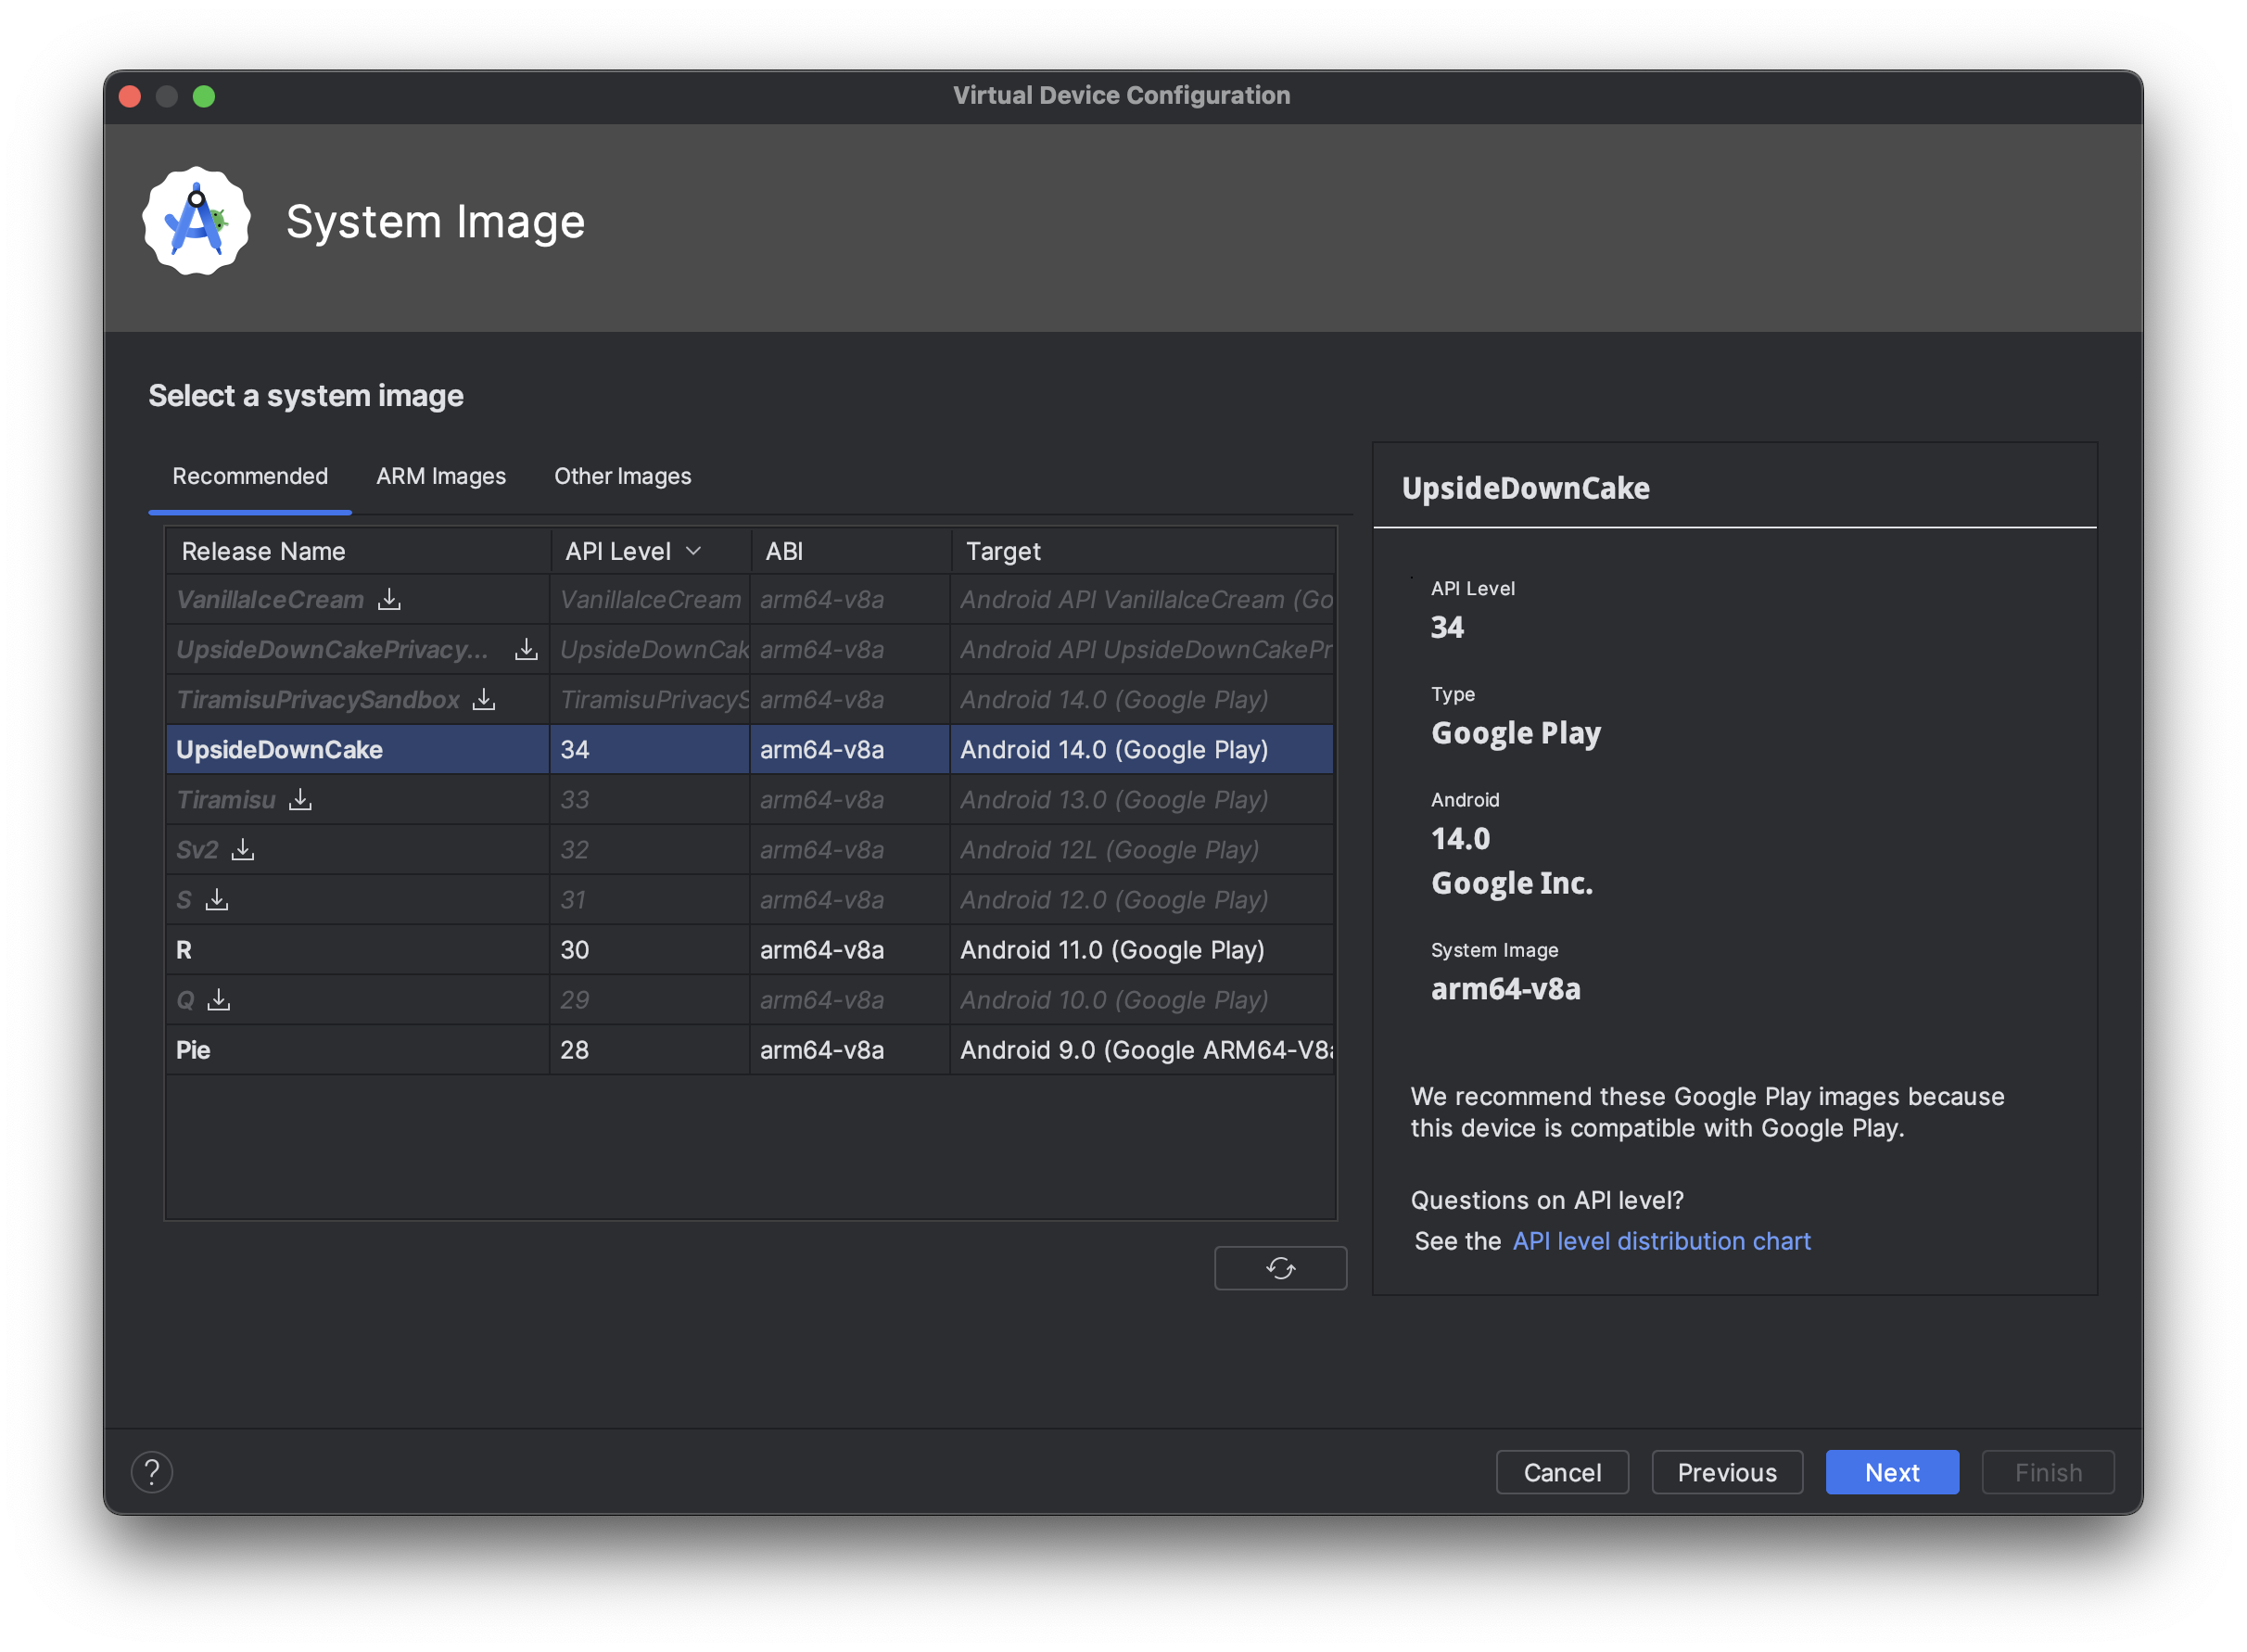 Virtual Device Configuration
System Image
Select a system image
Recommended ARM Images Other Images
Release Name API Level ABI Target
VanillaIceCream VanillaIceCream arm64-v8a Android API VanillaIceCream (Go
UpsideDownCakePrivacy... UpsideDownCak arm64-v8a Android API UpsideDownCakePr
TiramisuPrivacySandbox TiramisuPrivacyS arm64-v8a Android 14.0 (Google Play)
UpsideDownCake 34 arm64-v8a Android 14.0 (Google Play)
Tiramisu 33 arm64-v8a Android 13.0 (Google Play)
Sv2 32 arm64-v8a Android 12L (Google Play)
S 31 arm64-v8a Android 12.0 (Google Play)
R 30 arm64-v8a Android 11.0 (Google Play)
Q 29 arm64-v8a Android 10.0 (Google Play)
Pie 28 arm64-v8a Android 9.0 (Google ARM64-V8a
UpsideDownCake
API Level
34
Type
Google Play
Android
14.0
Google Inc.
System Image
arm64-v8a
We recommend these Google Play images because
this device is compatible with Google Play.
Questions on API level?
See the API level distribution chart
? Cancel Previous Next Finish